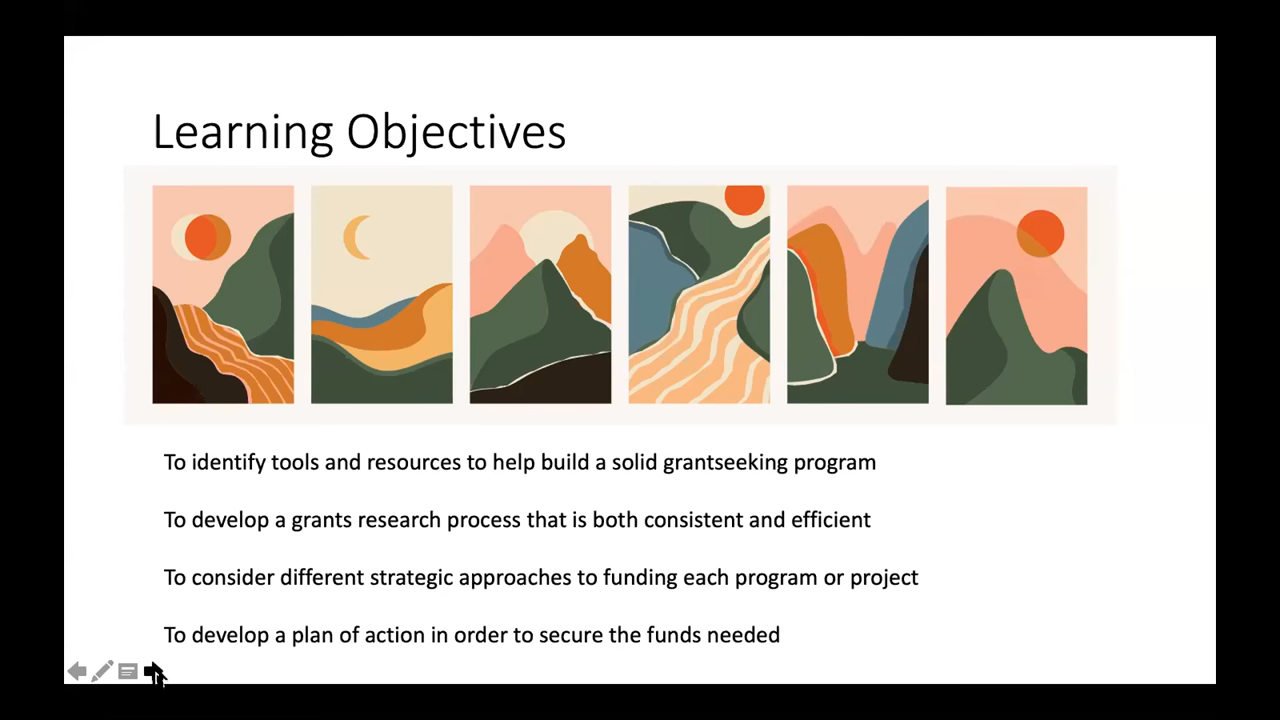 Learning Objectives
To identify tools and resources to help build a solid grantseeking program
To develop a grants research process that is both consistent and efficient
To consider different strategic approaches to funding each program or project
To develop a plan of action in order to secure the funds needed